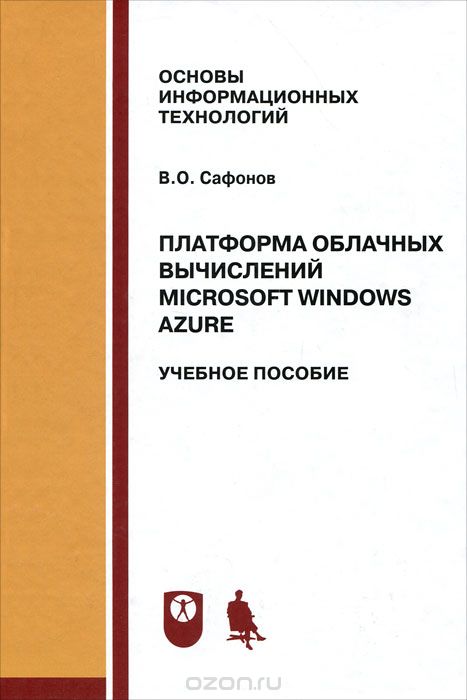 ОСНОВЫ
ИНФОРМАЦИОННЫХ
ТЕХНОЛОГИЙ
В.О. Сафонов
ПЛАТФОРМА ОБЛАЧНЫХ
ВЫЧИСЛЕНИЙ
MICROSOFT WINDOWS
AZURE
УЧЕБНОЕ ПОСОБИЕ
ozon.ru